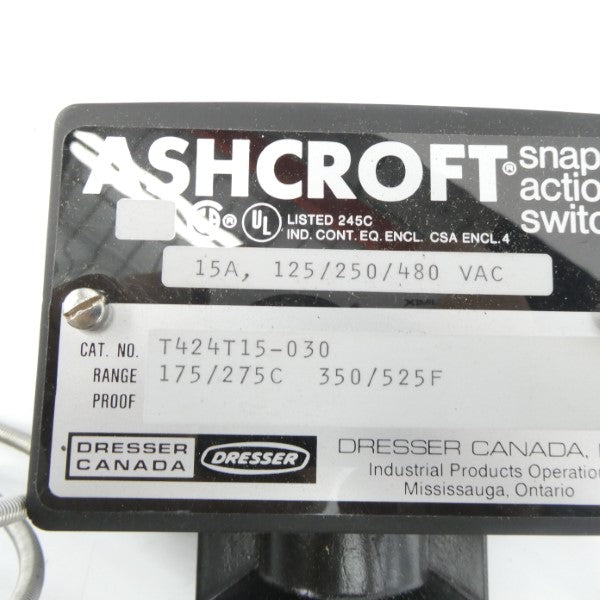 ASHCROFT® snap
actio
switc
SA ® UL LISTED 245C
IND. CONT. EQ. ENCL. CSA ENCL. 4
15A, 125/250/480 VAC
CAT. NO. T424T15-030
RANGE 175/275C 350/525F
PROOF
DRESSER
CANADA
DRESSER
DRESSER CANADA,
Industrial Products Operation
Mississauga, Ontario